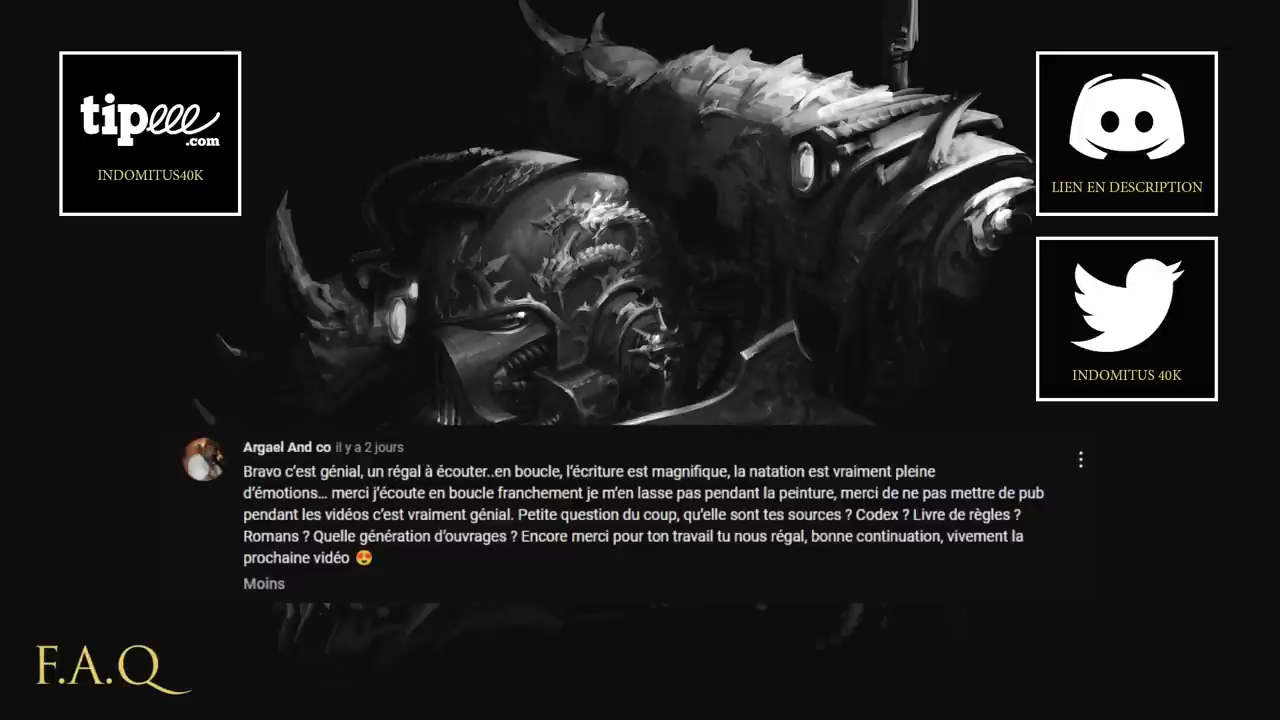 tipeee
.com
INDOMITUS40K
LIEN EN DESCRIPTION
INDOMITUS 40K
Argael And co il y a 2 jours
Bravo c'est génial, un régal à écouter..en boucle, l'écriture est magnifique, la natation est vraiment pleine
d'émotions... merci j'écoute en boucle franchement je m'en lasse pas pendant la peinture, merci de ne pas mettre de pub
pendant les vidéos c'est vraiment génial. Petite question du coup, qu'elle sont tes sources ? Codex ? Livre de règles ?
Romans ? Quelle génération d'ouvrages ? Encore merci pour ton travail tu nous régal, bonne continuation, vivement la
prochaine vidéo 😍
Moins
F.A.Q